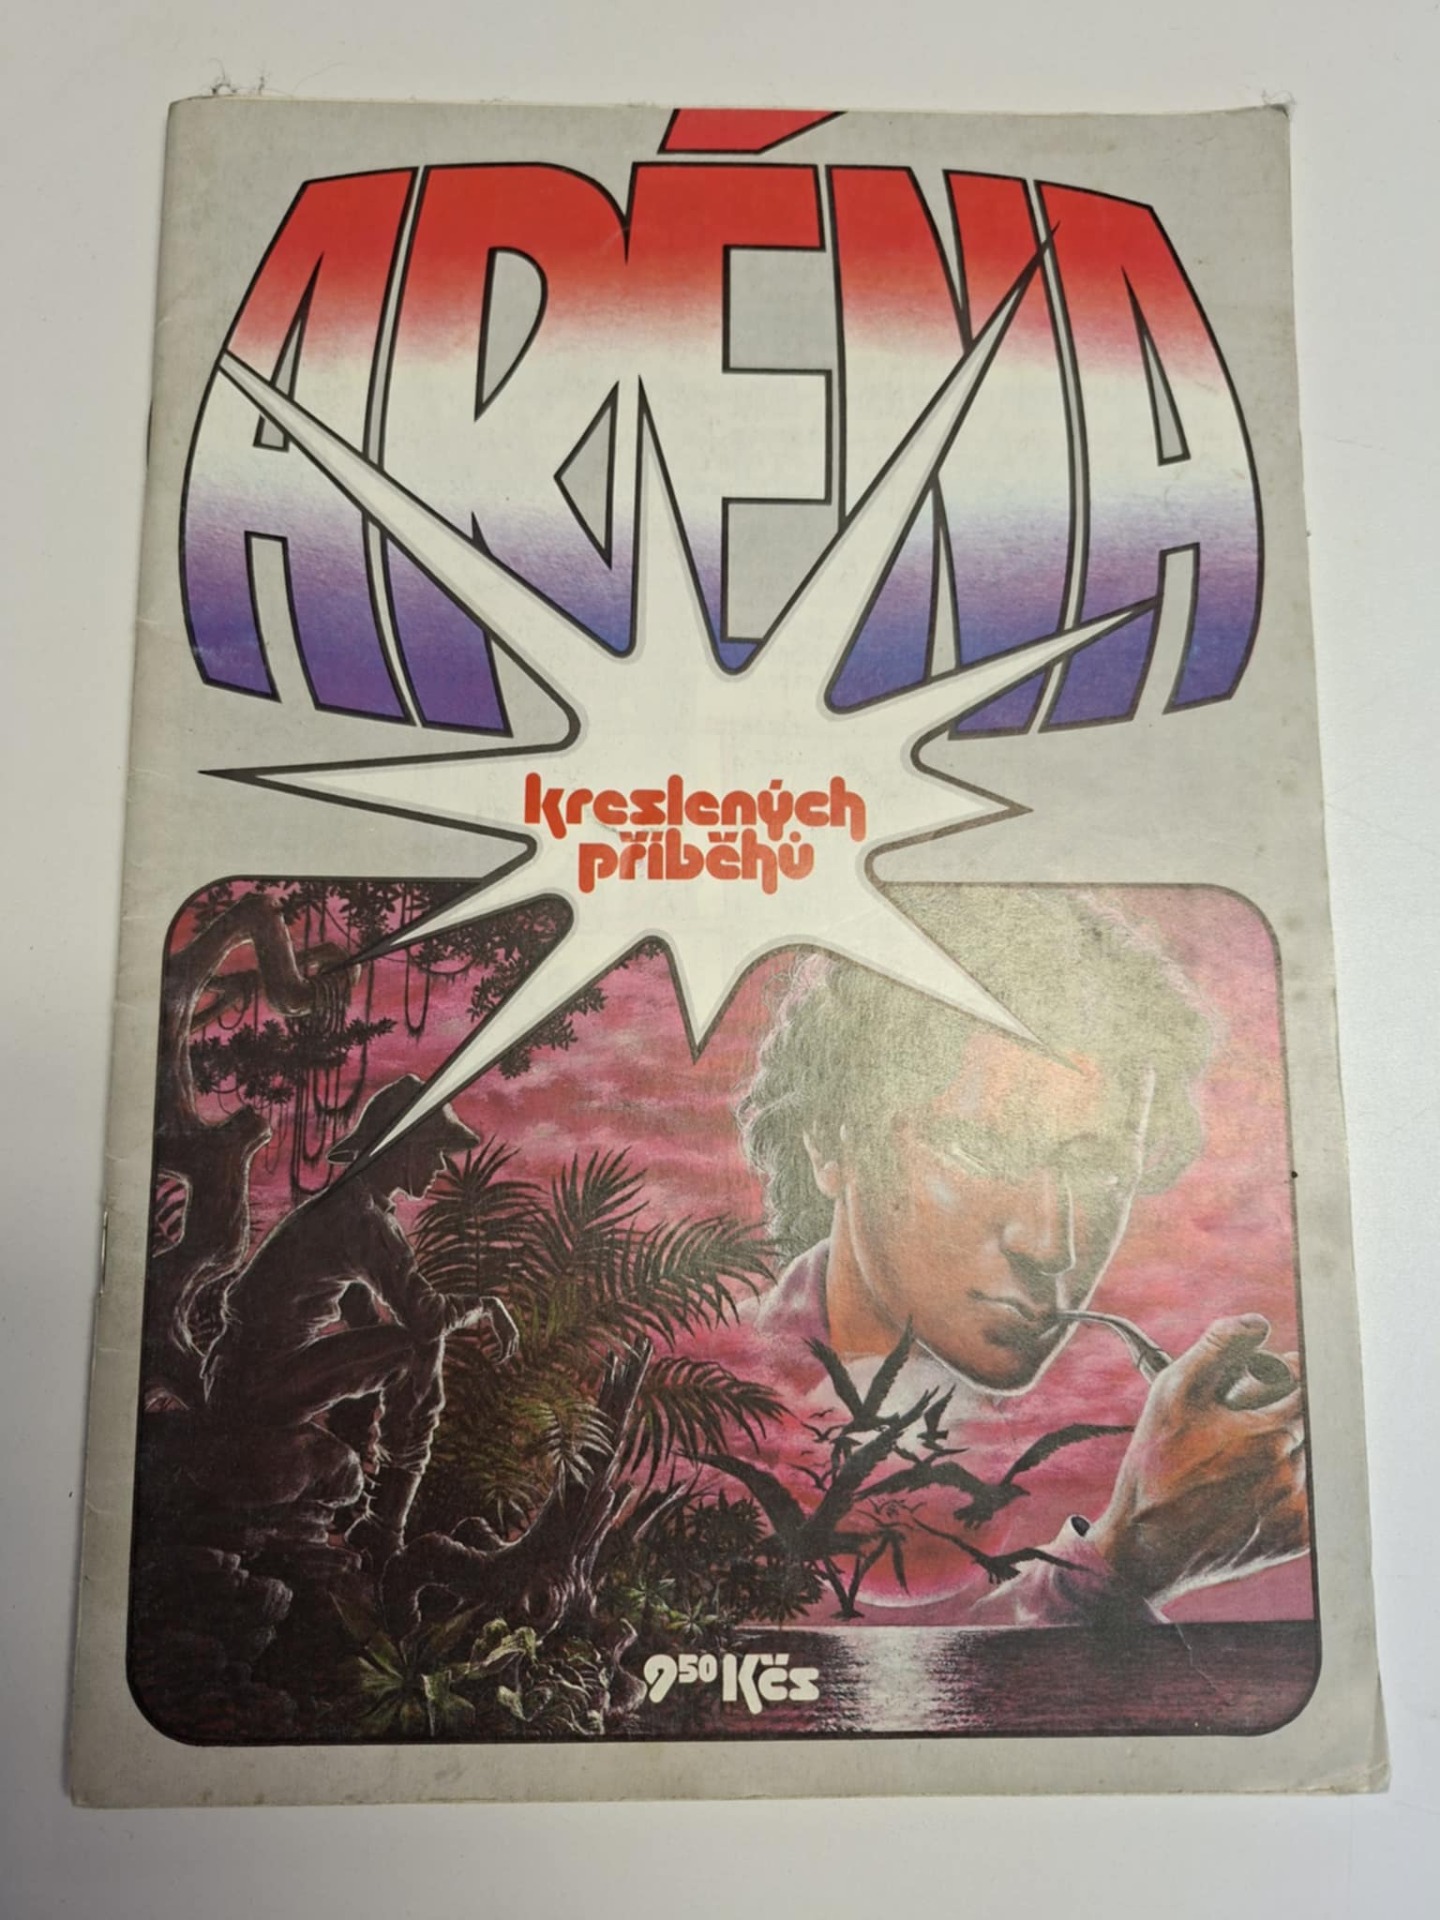 ARÉNA
kreslených
příběhů
9⁵⁰ Kčs